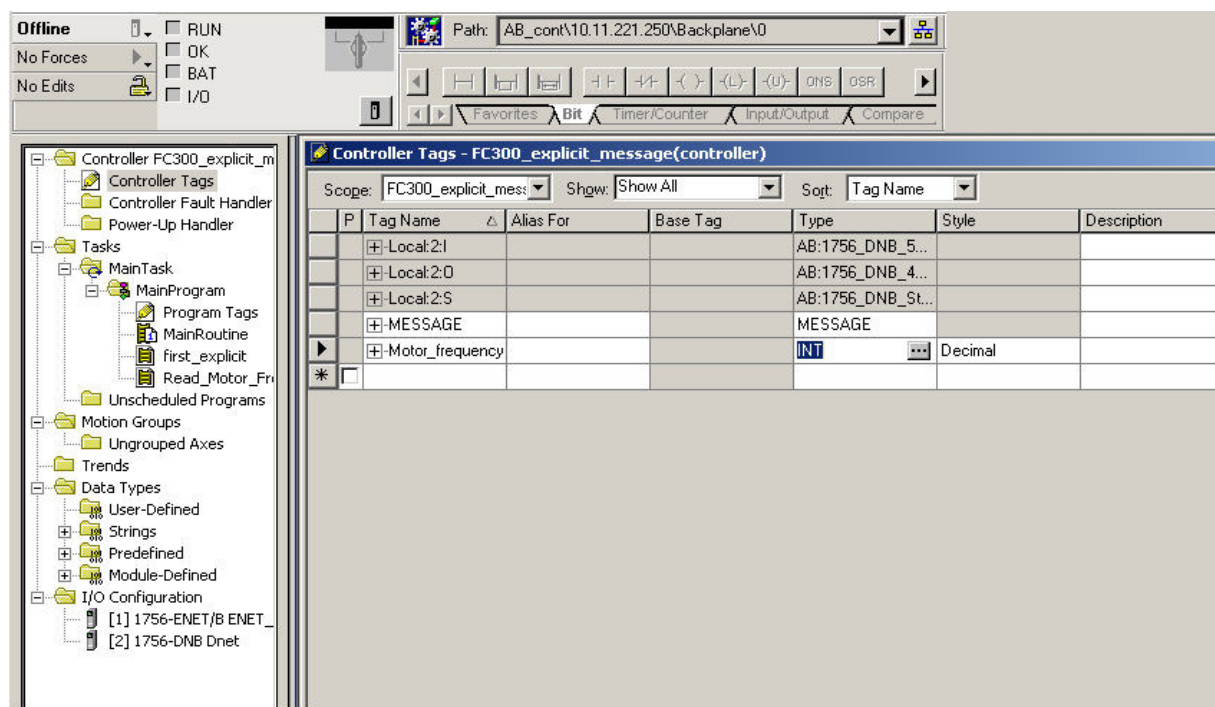 Offline
RUN
Path: AB_cont\10.11.221.250\Backplane\0
No Forces
OK
No Edits
BAT
I/O
ONS OSR
Favorites Bit Timer/Counter Input/Output Compare
Controller FC300_explicit_m
Controller Tags
Controller Fault Handler
Power-Up Handler
Tasks
MainTask
MainProgram
Program Tags
MainRoutine
first_explicit
Read_Motor_Fr
Unscheduled Programs
Motion Groups
Ungrouped Axes
Trends
Data Types
User-Defined
Strings
Predefined
Module-Defined
I/O Configuration
[1] 1756-ENET/B ENET_
[2] 1756-DNB Dnet
Controller Tags - FC300_explicit_message(controller)
Scope: FC300_explicit_mess Show: Show All Sort: Tag Name
P Tag Name Alias For Base Tag Type Style Description
Local:2:I AB:1756_DNB_5...
Local:2:O AB:1756_DNB_4...
Local:2:S AB:1756_DNB_St...
MESSAGE MESSAGE
Motor_frequency INT ... Decimal